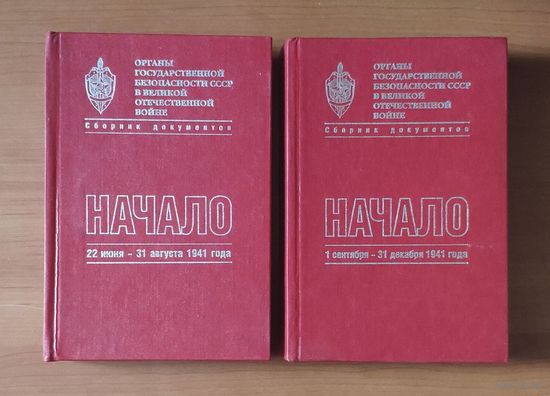 ОРГАНЫ
ГОСУДАРСТВЕННОЙ
БЕЗОПАСНОСТИ СССР
В ВЕЛИКОЙ
ОТЕЧЕСТВЕННОЙ
ВОЙНЕ
Сборник документов
НАЧАЛО
22 июня - 31 августа 1941 года
ОРГАНЫ
ГОСУДАРСТВЕННОЙ
БЕЗОПАСНОСТИ СССР
В ВЕЛИКОЙ
ОТЕЧЕСТВЕННОЙ
ВОЙНЕ
Сборник документов
НАЧАЛО
1 сентября - 31 декабря 1941 года